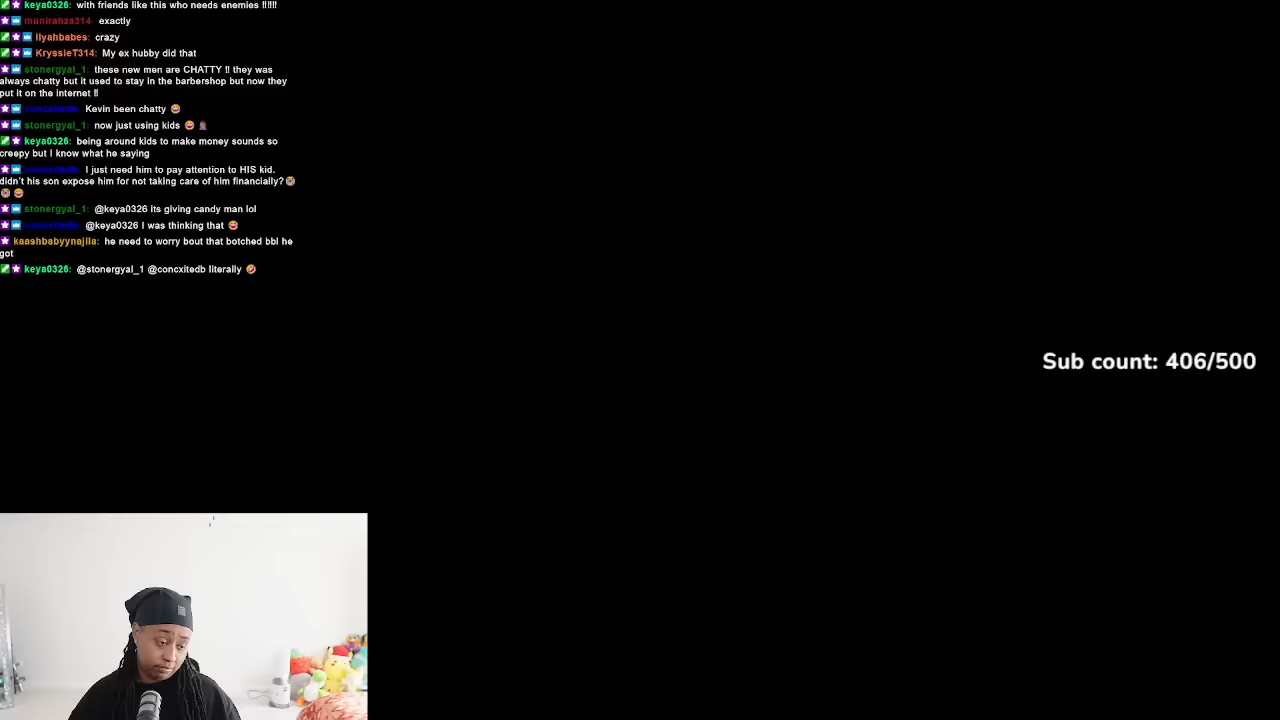 keya0326: with friends like this who needs enemies !!!!!!
munirahza314: exactly
llyahbabes: crazy
KryssieT314: My ex hubby did that
stonergyal_1: these new men are CHATTY !! they was
always chatty but it used to stay in the barbershop but now they
put it on the internet !!
concxitedb: Kevin been chatty 😂
stonergyal_1: now just using kids 😂 🤦🏾‍♀️
keya0326: being around kids to make money sounds so
creepy but I know what he saying
concxitedb: I just need him to pay attention to HIS kid.
didn't his son expose him for not taking care of him financially? 😭
😭 😂
stonergyal_1: @keya0326 its giving candy man lol
concxitedb: @keya0326 I was thinking that 😂
kaashbabyynajlla: he need to worry bout that botched bbl he
got
keya0326: @stonergyal_1 @concxitedb literally 🤣
Sub count: 406/500